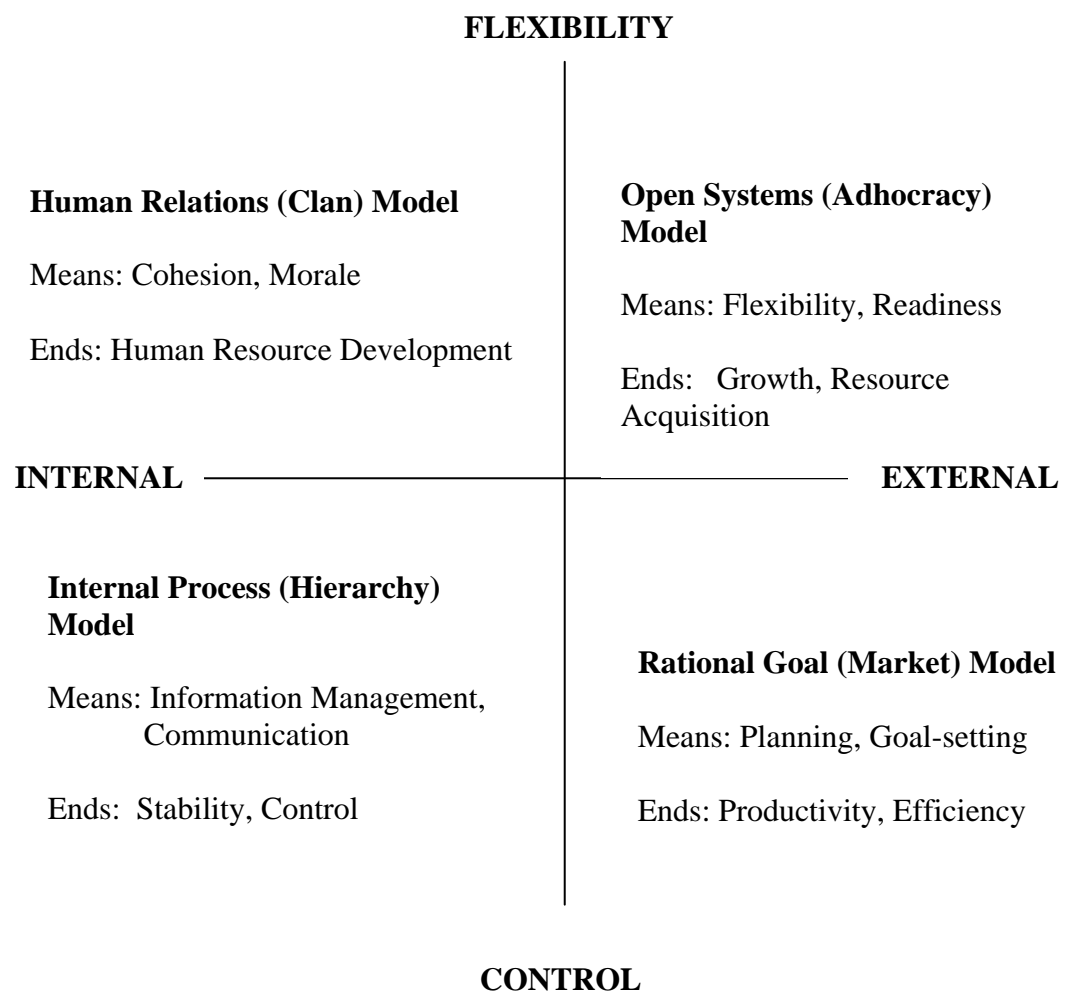 FLEXIBILITY
Human Relations (Clan) Model
Means: Cohesion, Morale
Ends: Human Resource Development
Open Systems (Adhocracy)
Model
Means: Flexibility, Readiness
Ends:   Growth, Resource
Acquisition
INTERNAL
EXTERNAL
Internal Process (Hierarchy)
Model
Means: Information Management,
Communication
Ends:  Stability, Control
Rational Goal (Market) Model
Means: Planning, Goal-setting
Ends: Productivity, Efficiency
CONTROL